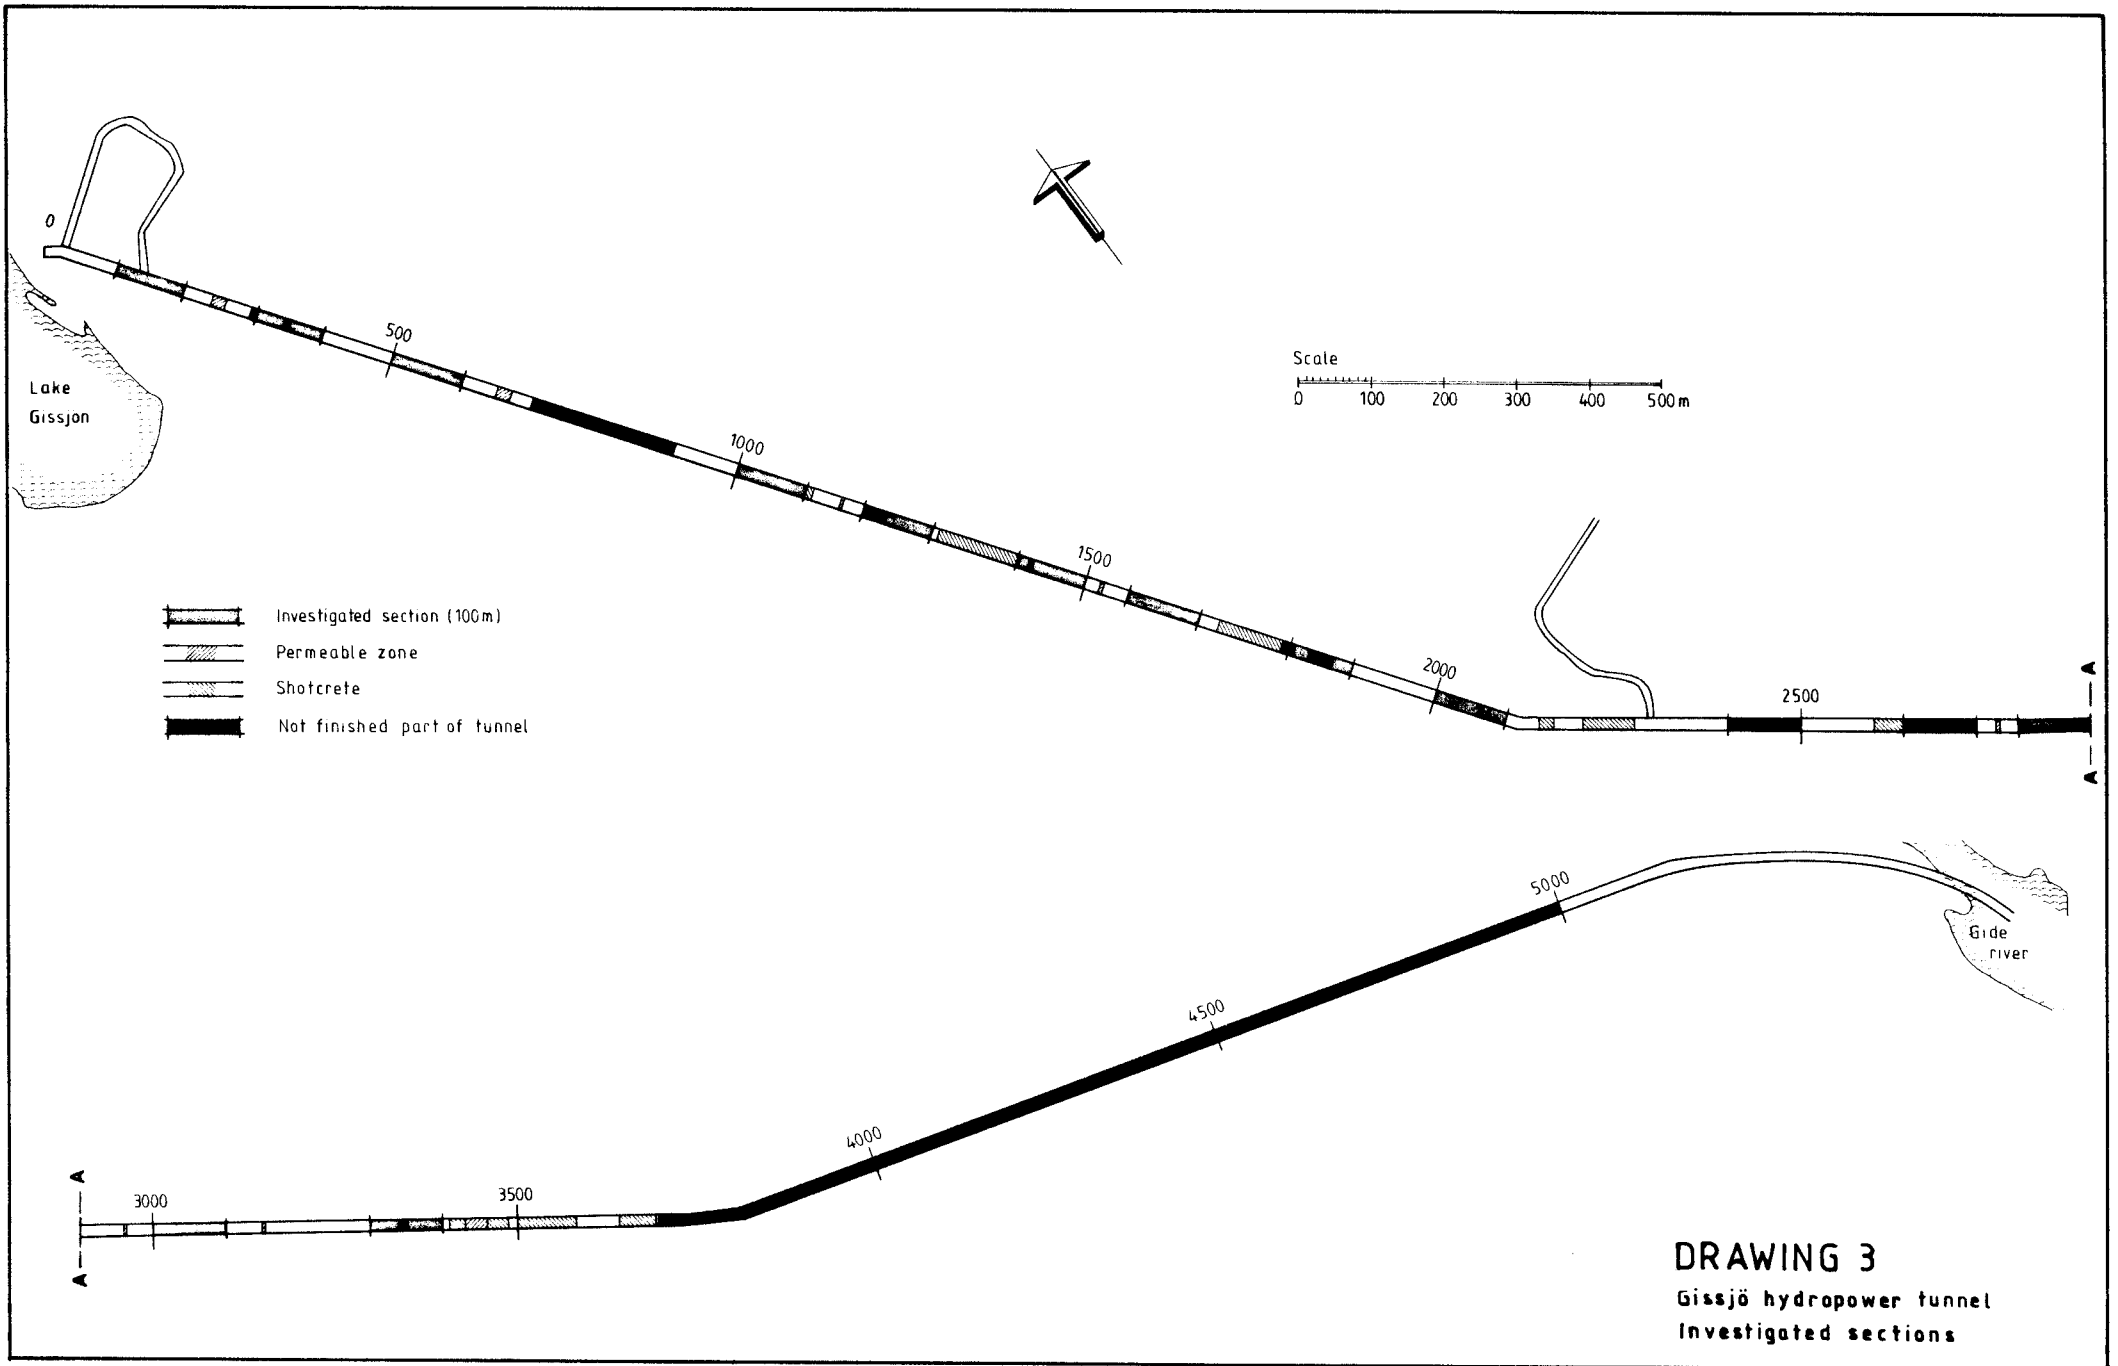 0
500
1000
1500
2000
2500
Lake
Gissjön
Scale
0 100 200 300 400 500 m
Investigated section (100m)
Permeable zone
Shotcrete
Not finished part of tunnel
A
A
5000
4500
4000
Gide
river
A
3000
3500
A
DRAWING 3
Gissjö hydropower tunnel
Investigated sections